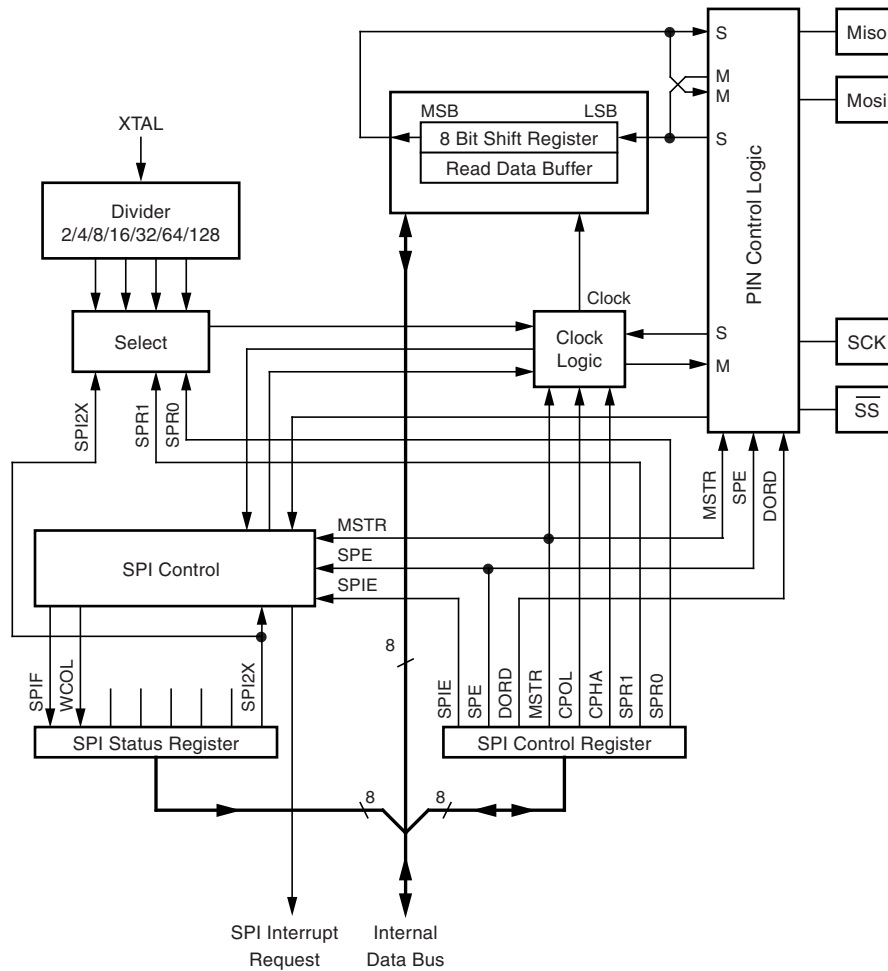 S
Miso
M
M
Mosi
MSB
LSB
XTAL
8 Bit Shift Register
S
Read Data Buffer
Divider
2/4/8/16/32/64/128
PIN Control Logic
Clock
Select
Clock
Logic
S
M
SCK
SS
SPI2X
SPR1
SPR0
MSTR
SPE
DORD
MSTR
SPE
SPIE
SPI Control
8
SPIF
WCOL
SPI2X
SPIE
SPE
DORD
MSTR
CPOL
CPHA
SPR1
SPR0
SPI Status Register
SPI Control Register
8
8
SPI Interrupt
Request
Internal
Data Bus